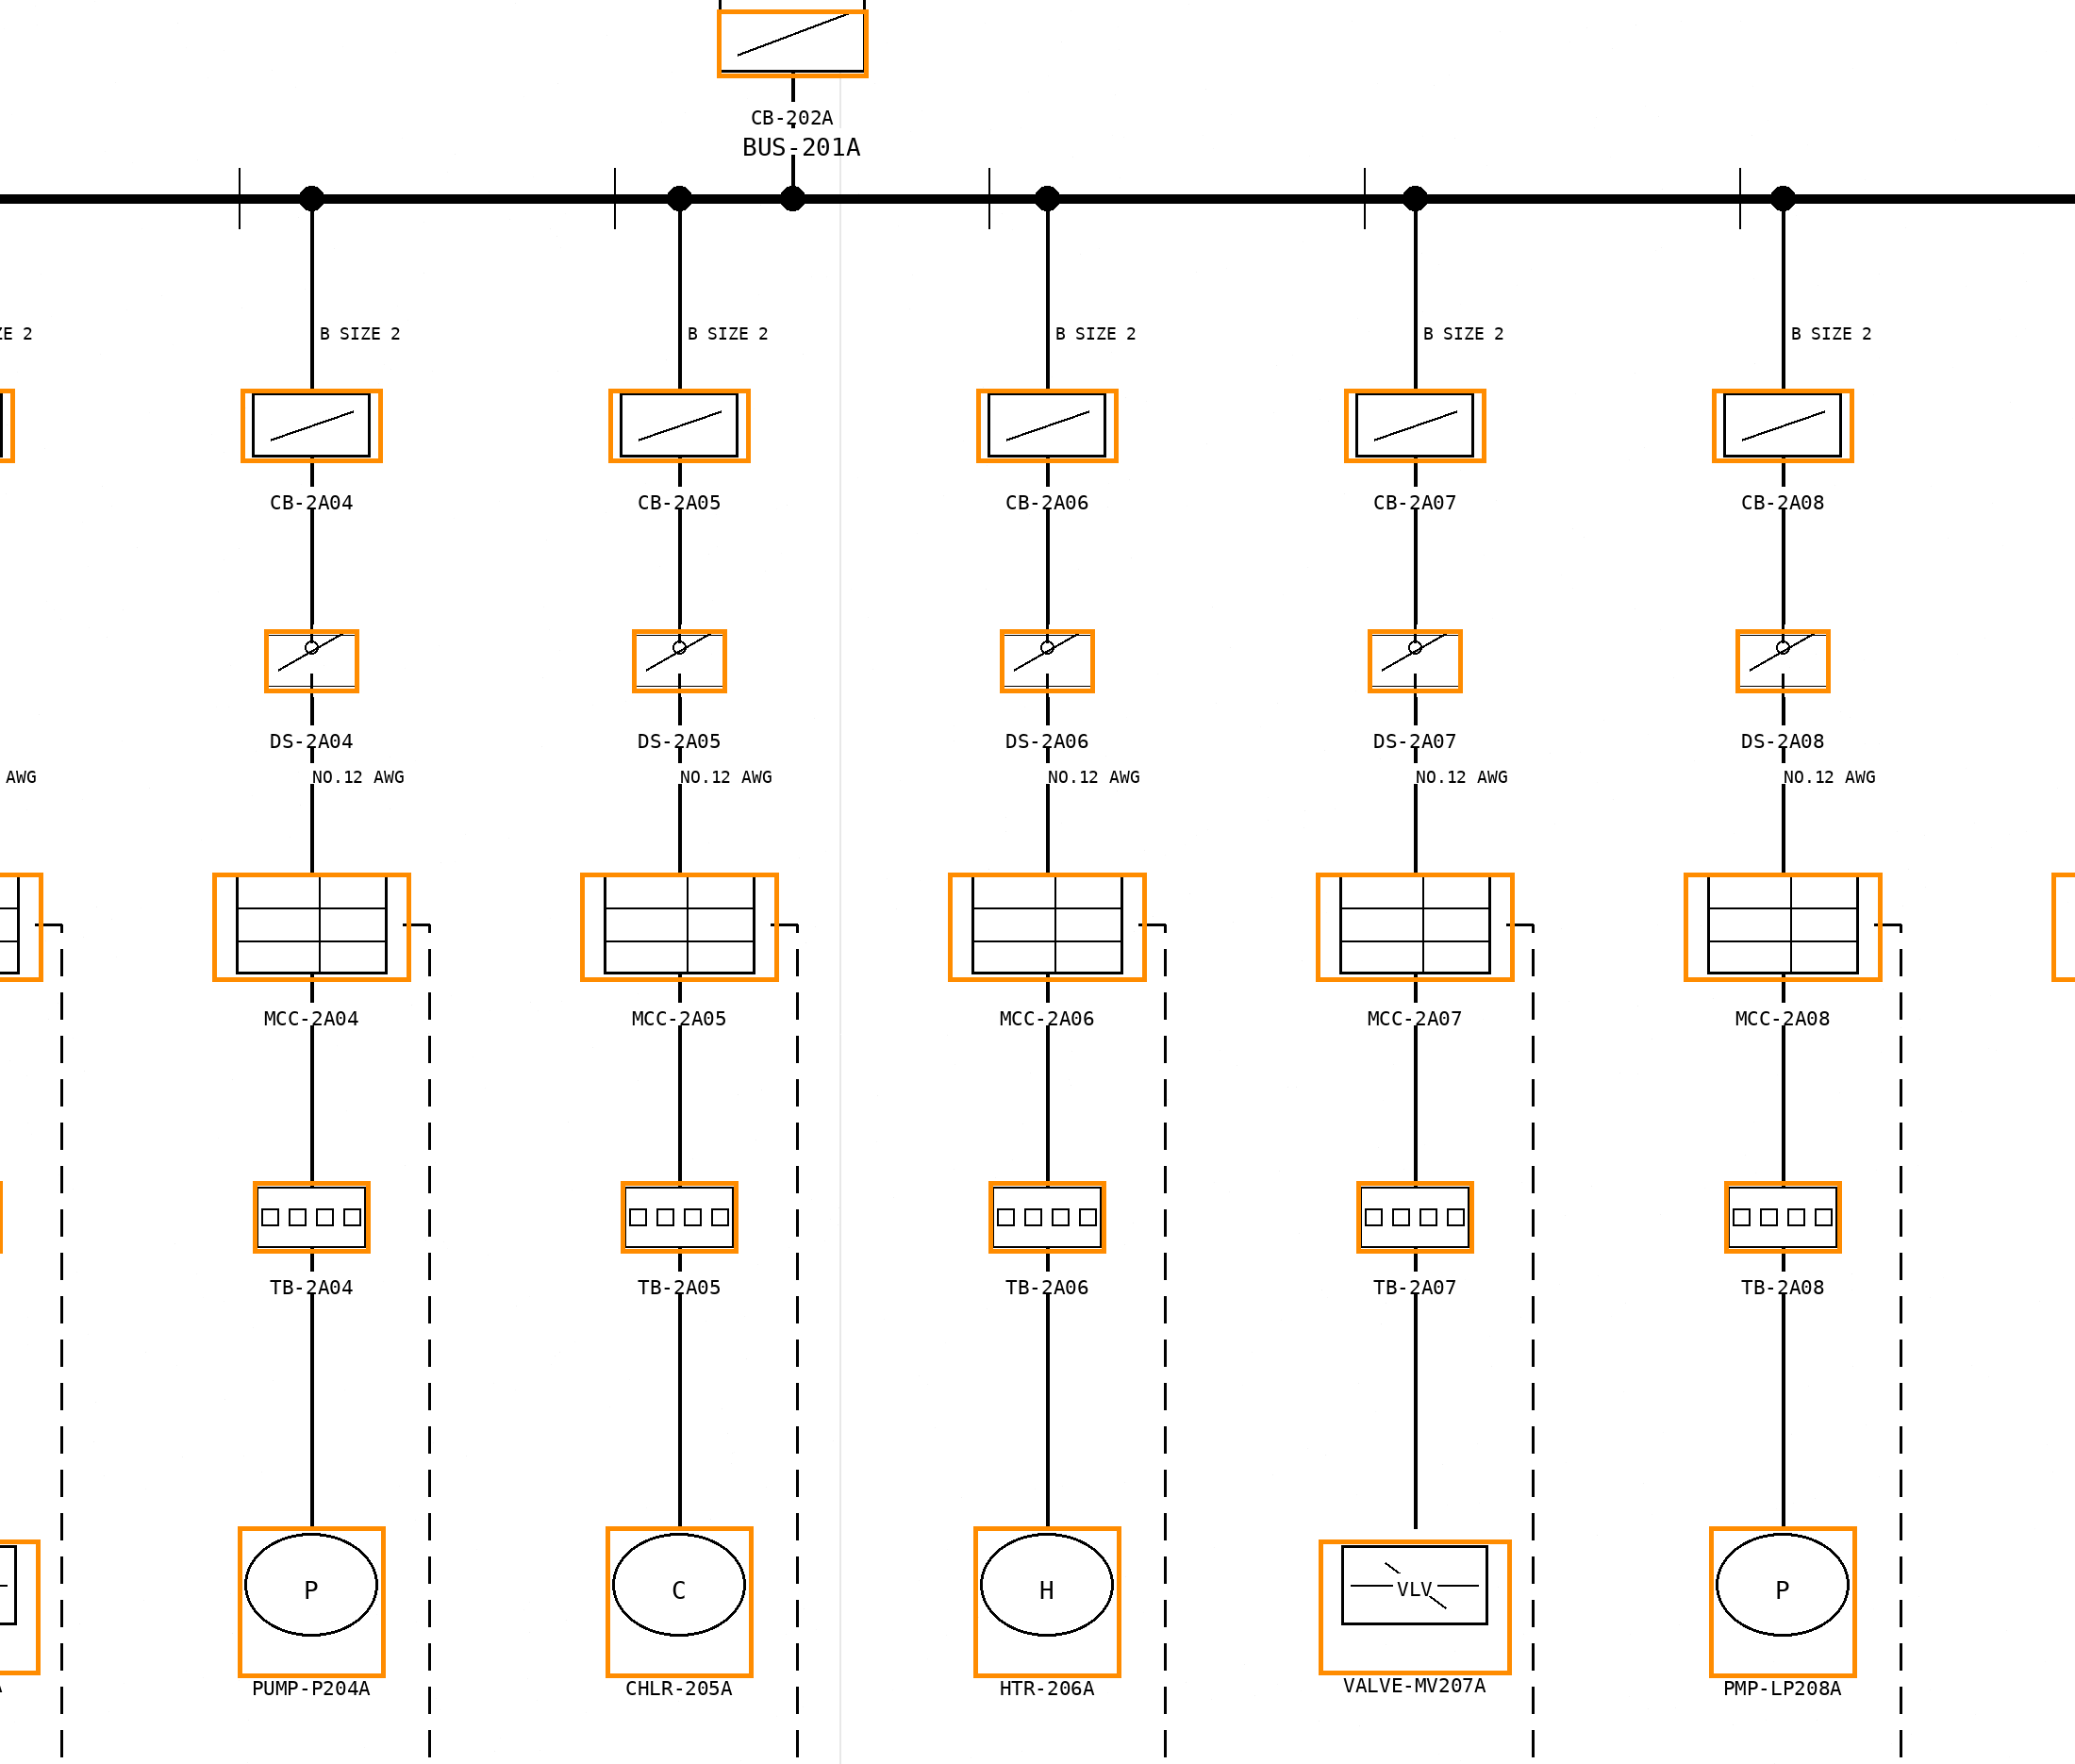 CB-202A
BUS-201A
B SIZE 2
B SIZE 2
B SIZE 2
B SIZE 2
B SIZE 2
CB-2A04
CB-2A05
CB-2A06
CB-2A07
CB-2A08
DS-2A04
DS-2A05
DS-2A06
DS-2A07
DS-2A08
AWG
NO.12 AWG
NO.12 AWG
NO.12 AWG
NO.12 AWG
NO.12 AWG
MCC-2A04
MCC-2A05
MCC-2A06
MCC-2A07
MCC-2A08
TB-2A04
TB-2A05
TB-2A06
TB-2A07
TB-2A08
P
C
H
VLV
P
PUMP-P204A
CHLR-205A
HTR-206A
VALVE-MV207A
PMP-LP208A